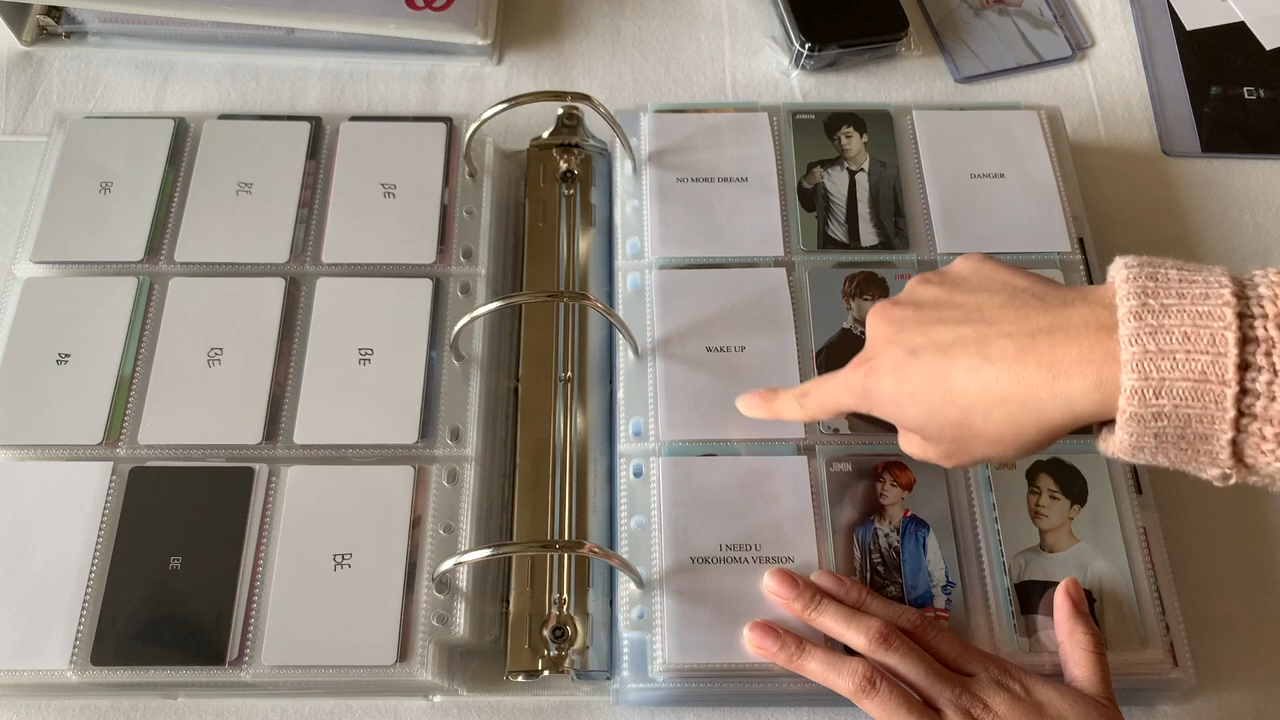 BE
BE
BE
BE
BE
BE
BE
BE
NO MORE DREAM
JIMIN
DANGER
WAKE UP
JIMIN
I NEED U
YOKOHOMA VERSION
JIMIN
JIMIN